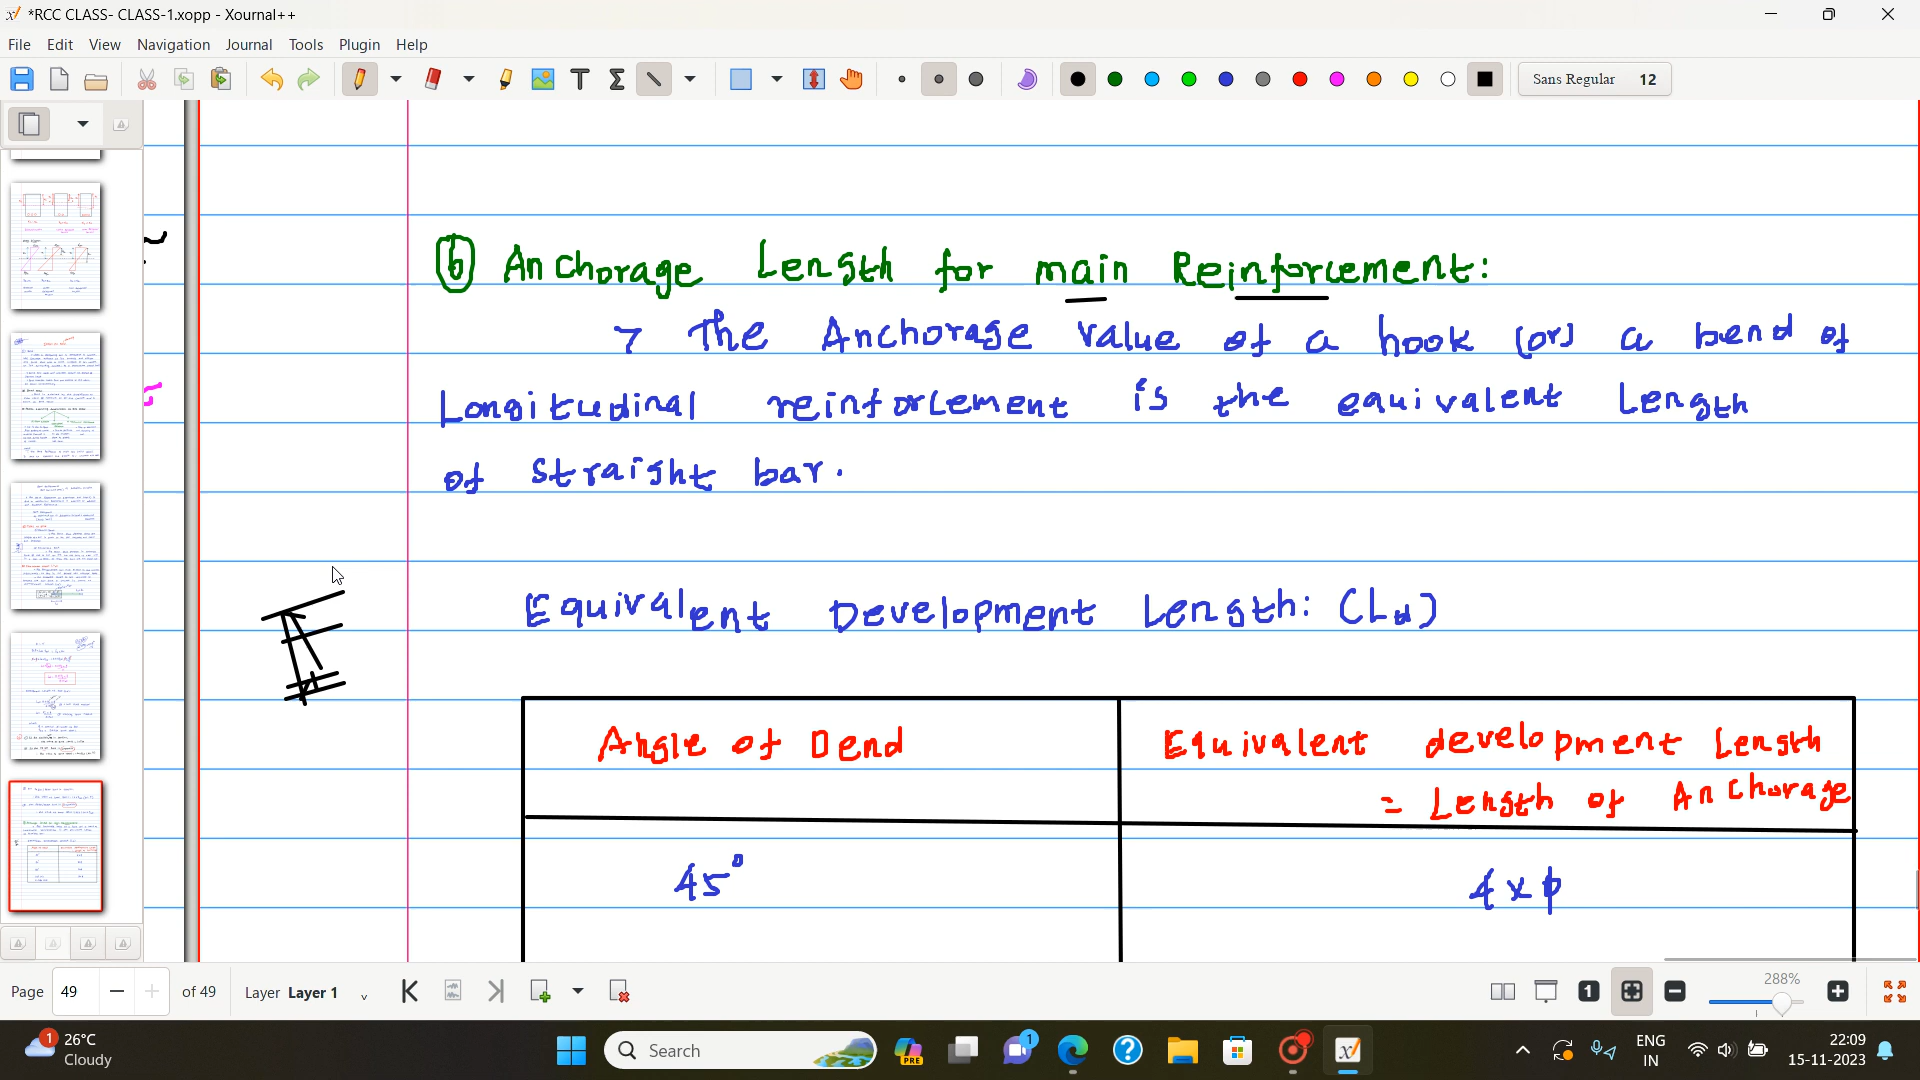 *RCC CLASS- CLASS-1.xopp - Xournal++
File Edit View Navigation Journal Tools Plugin Help
Sans Regular 12
6 Anchorage Length for main Reinforcement:
→ The Anchorage value of a hook (or) a bend of
Longitudinal reinforcement is the equivalent Length
of straight bar.
Equivalent Development Length: (Ld)
Angle of Bend
Equivalent development Length
= Length of Anchorage
45°
4 x φ
Page 49 of 49 Layer Layer 1
288%
1
26°C
Cloudy
Search
PRE
1
ENG
IN
22:09
15-11-2023